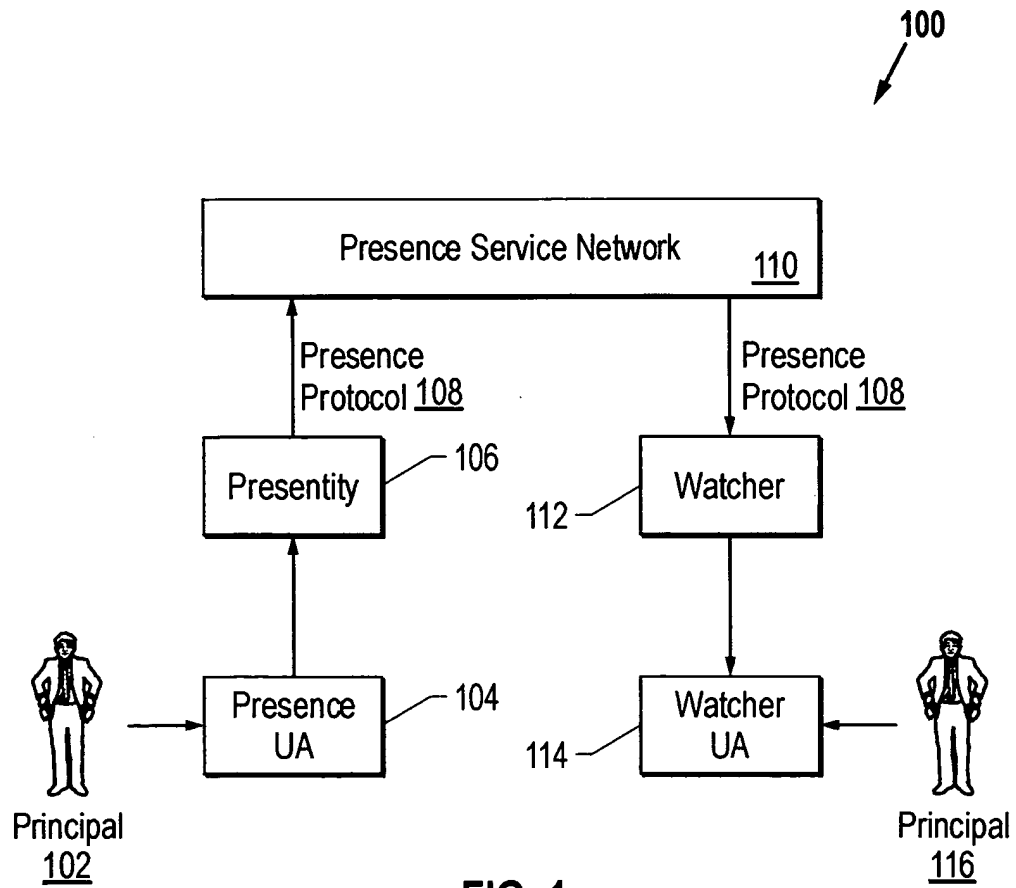 100
Presence Service Network
110
Presence
Protocol 108
Presence
Protocol 108
Presentity
106
Watcher
112
Presence
UA
104
Watcher
UA
114
Principal
102
Principal
116
FIG. 1